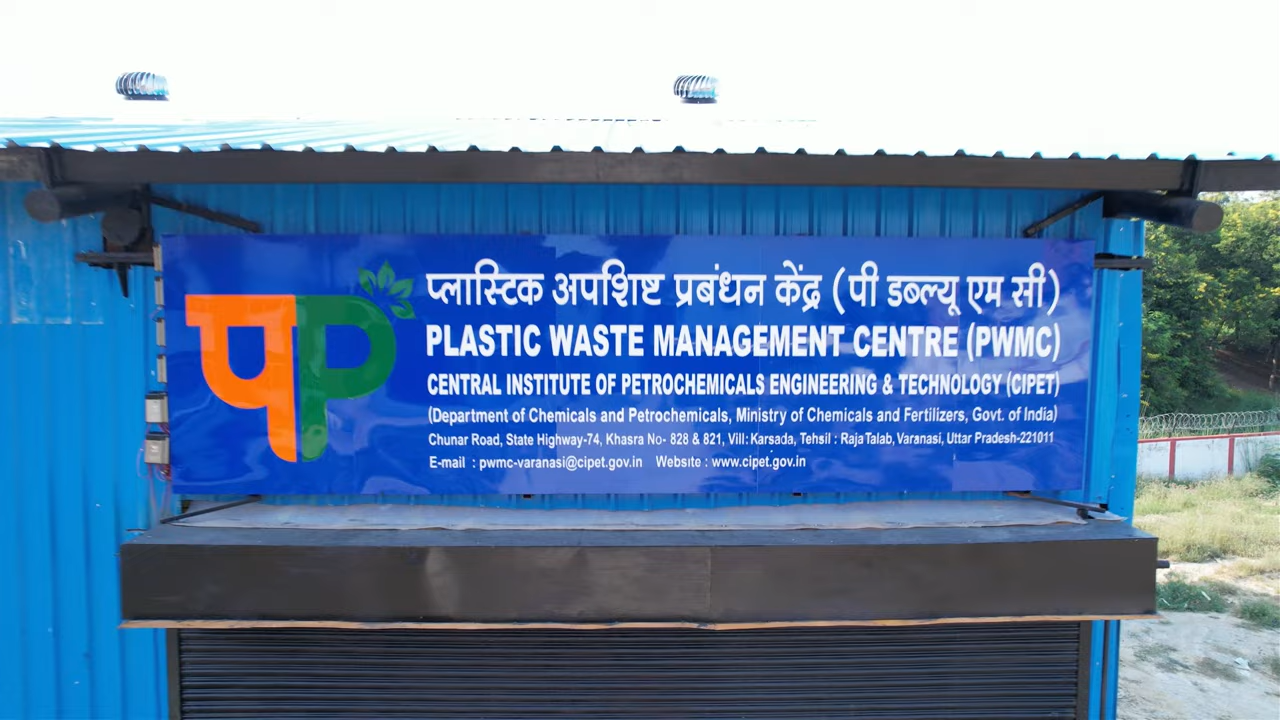 पP
प्लास्टिक अपशिष्ट प्रबंधन केंद्र (पी डब्ल्यू एम सी)
PLASTIC WASTE MANAGEMENT CENTRE (PWMC)
CENTRAL INSTITUTE OF PETROCHEMICALS ENGINEERING & TECHNOLOGY (CIPET)
(Department of Chemicals and Petrochemicals, Ministry of Chemicals and Fertilizers, Govt. of India)
Chunar Road, State Highway-74, Khasra No- 828 & 821, Vill: Karsada, Tehsil : Raja Talab, Varanasi, Uttar Pradesh-221011
E-mail : pwmc-varanasi@cipet.gov.in Website : www.cipet.gov.in